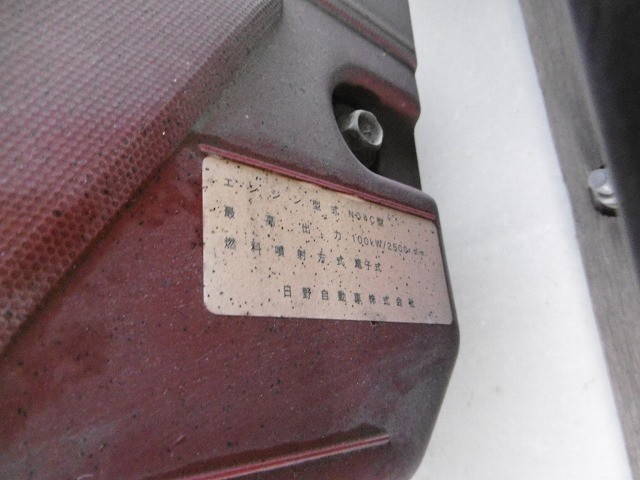 エンジン型式 N04C型
最高出力 100kW/2500rpm
燃料噴射方式 電子式
日野自動車株式会社